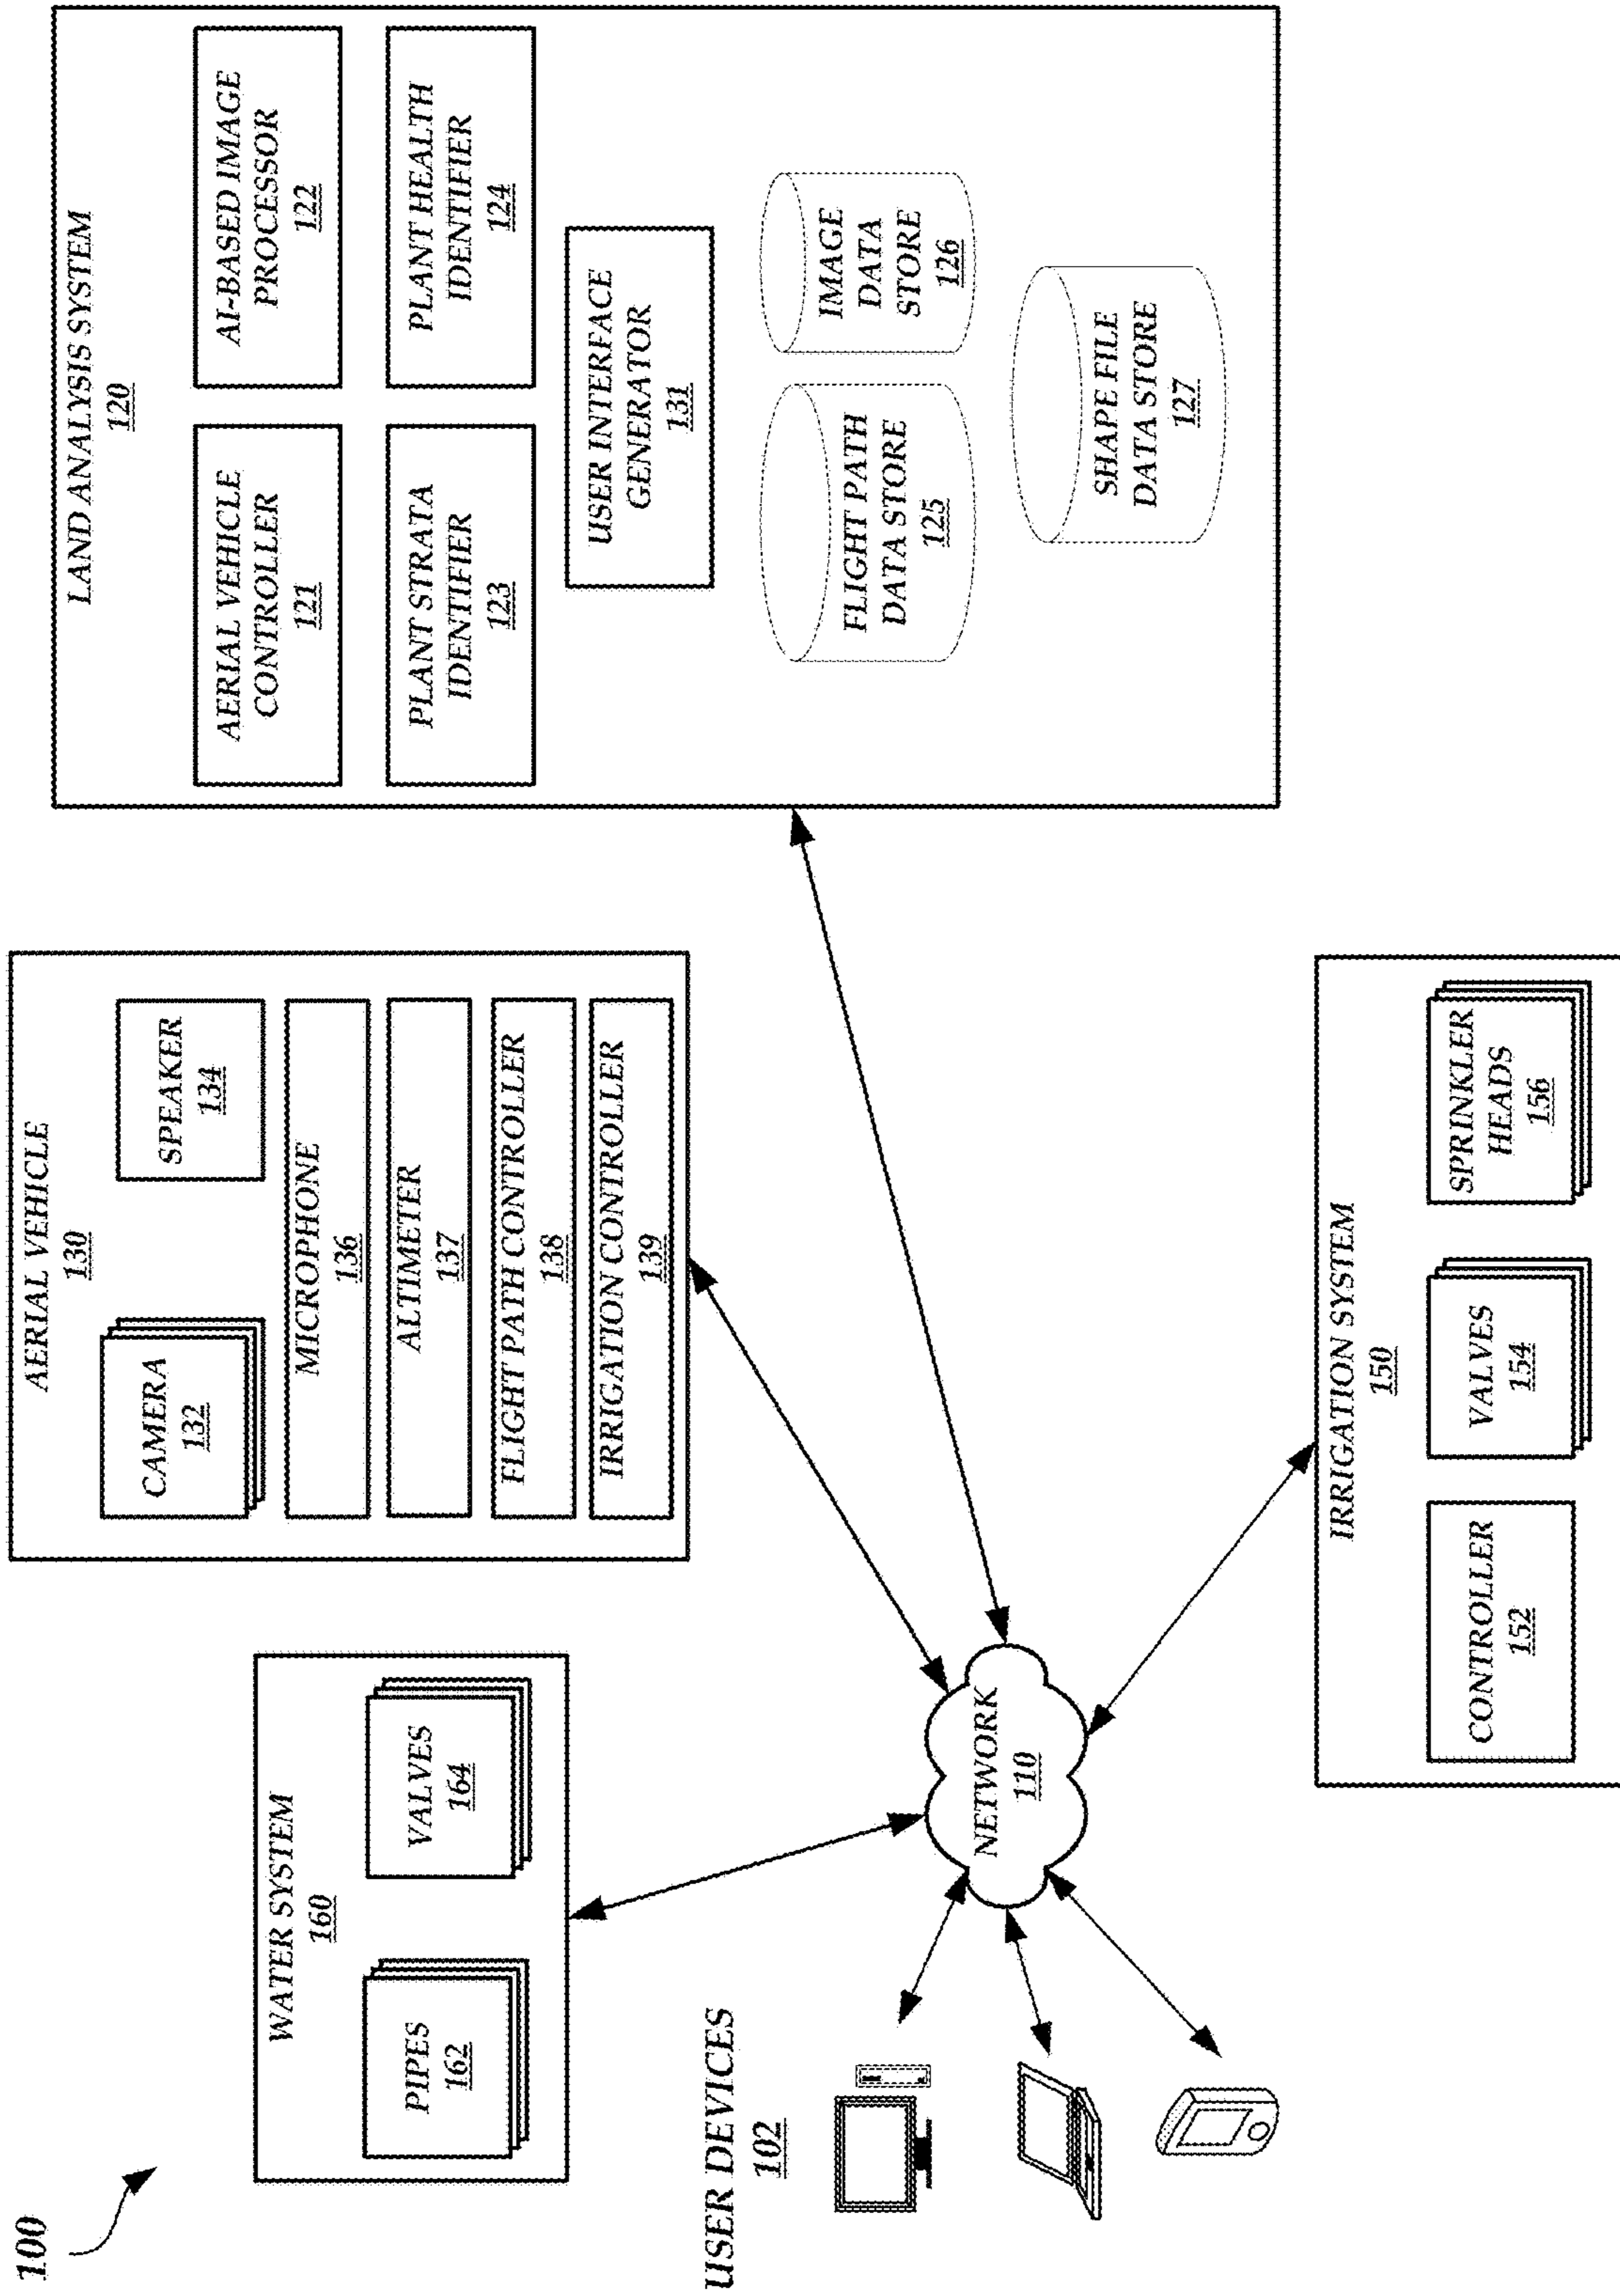 100
WATER SYSTEM
160
PIPES
162
VALVES
164
AERIAL VEHICLE
130
CAMERA
132
SPEAKER
134
MICROPHONE
136
ALTIMETER
137
FLIGHT PATH CONTROLLER
138
IRRIGATION CONTROLLER
139
LAND ANALYSIS SYSTEM
120
AERIAL VEHICLE
CONTROLLER
121
AI-BASED IMAGE
PROCESSOR
122
PLANT STRATA
IDENTIFIER
123
PLANT HEALTH
IDENTIFIER
124
USER INTERFACE
GENERATOR
131
FLIGHT PATH
DATA STORE
125
IMAGE
DATA
STORE
126
SHAPE FILE
DATA STORE
127
USER DEVICES
102
NETWORK
110
IRRIGATION SYSTEM
150
CONTROLLER
152
VALVES
154
SPRINKLER
HEADS
156